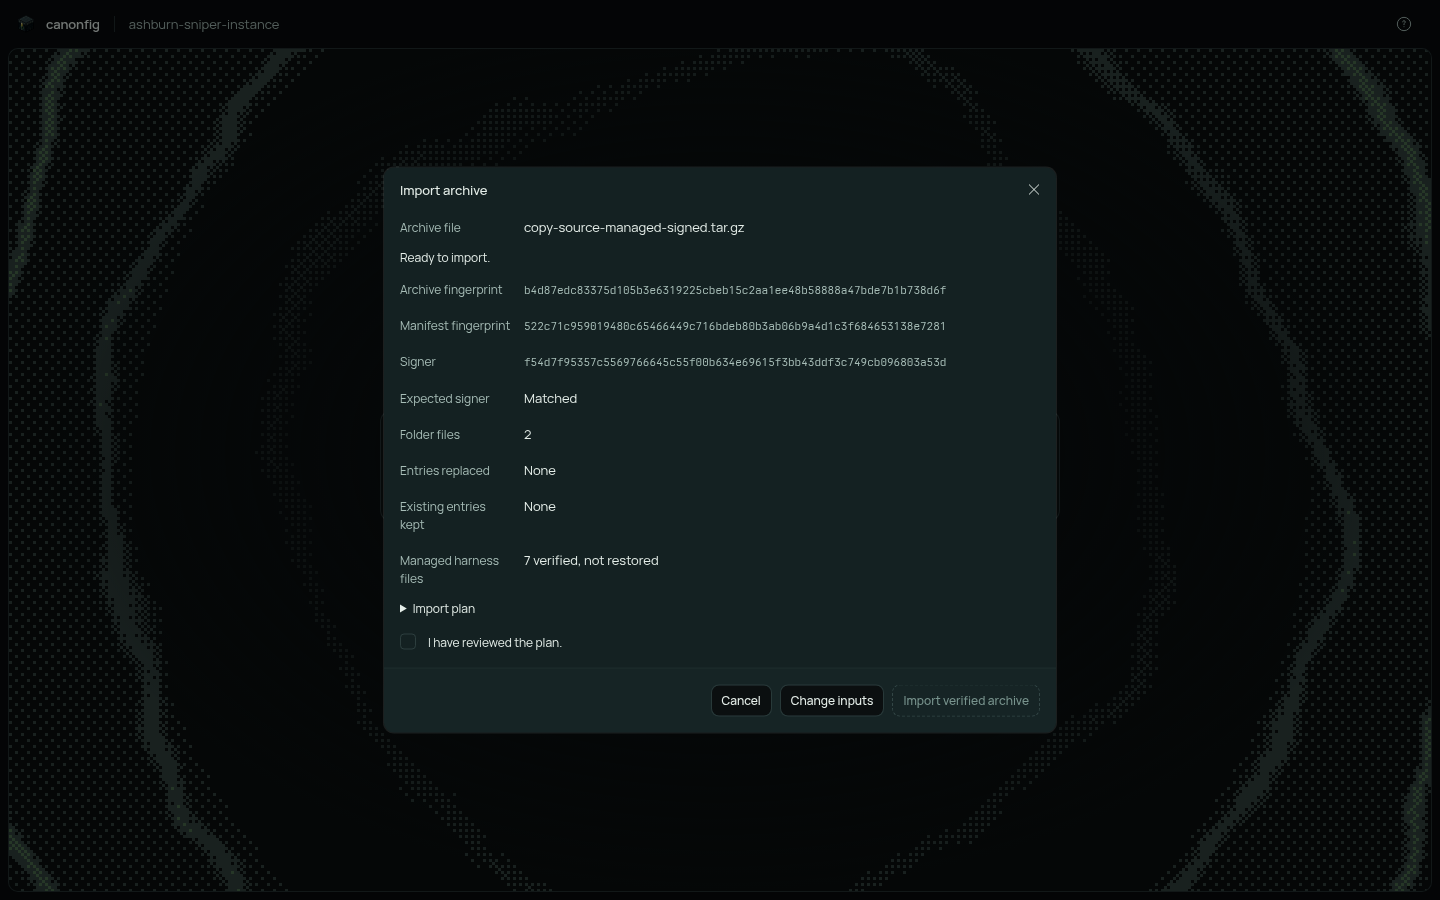 canonfig
ashburn-sniper-instance
?
Import archive
Archive file copy-source-managed-signed.tar.gz
Ready to import.
Archive fingerprint b4d87edc83375d105b3e6319225cbeb15c2aa1ee48b58888a47bde7b1b738d6f
Manifest fingerprint 522c71c959019480c65466449c716bdeb80b3ab06b9a4d1c3f684653138e7281
Signer f54d7f95357c5569766645c55f00b634e69615f3bb43ddf3c749cb096803a53d
Expected signer Matched
Folder files 2
Entries replaced None
Existing entries kept None
Managed harness files 7 verified, not restored
Import plan
I have reviewed the plan.
Cancel
Change inputs
Import verified archive